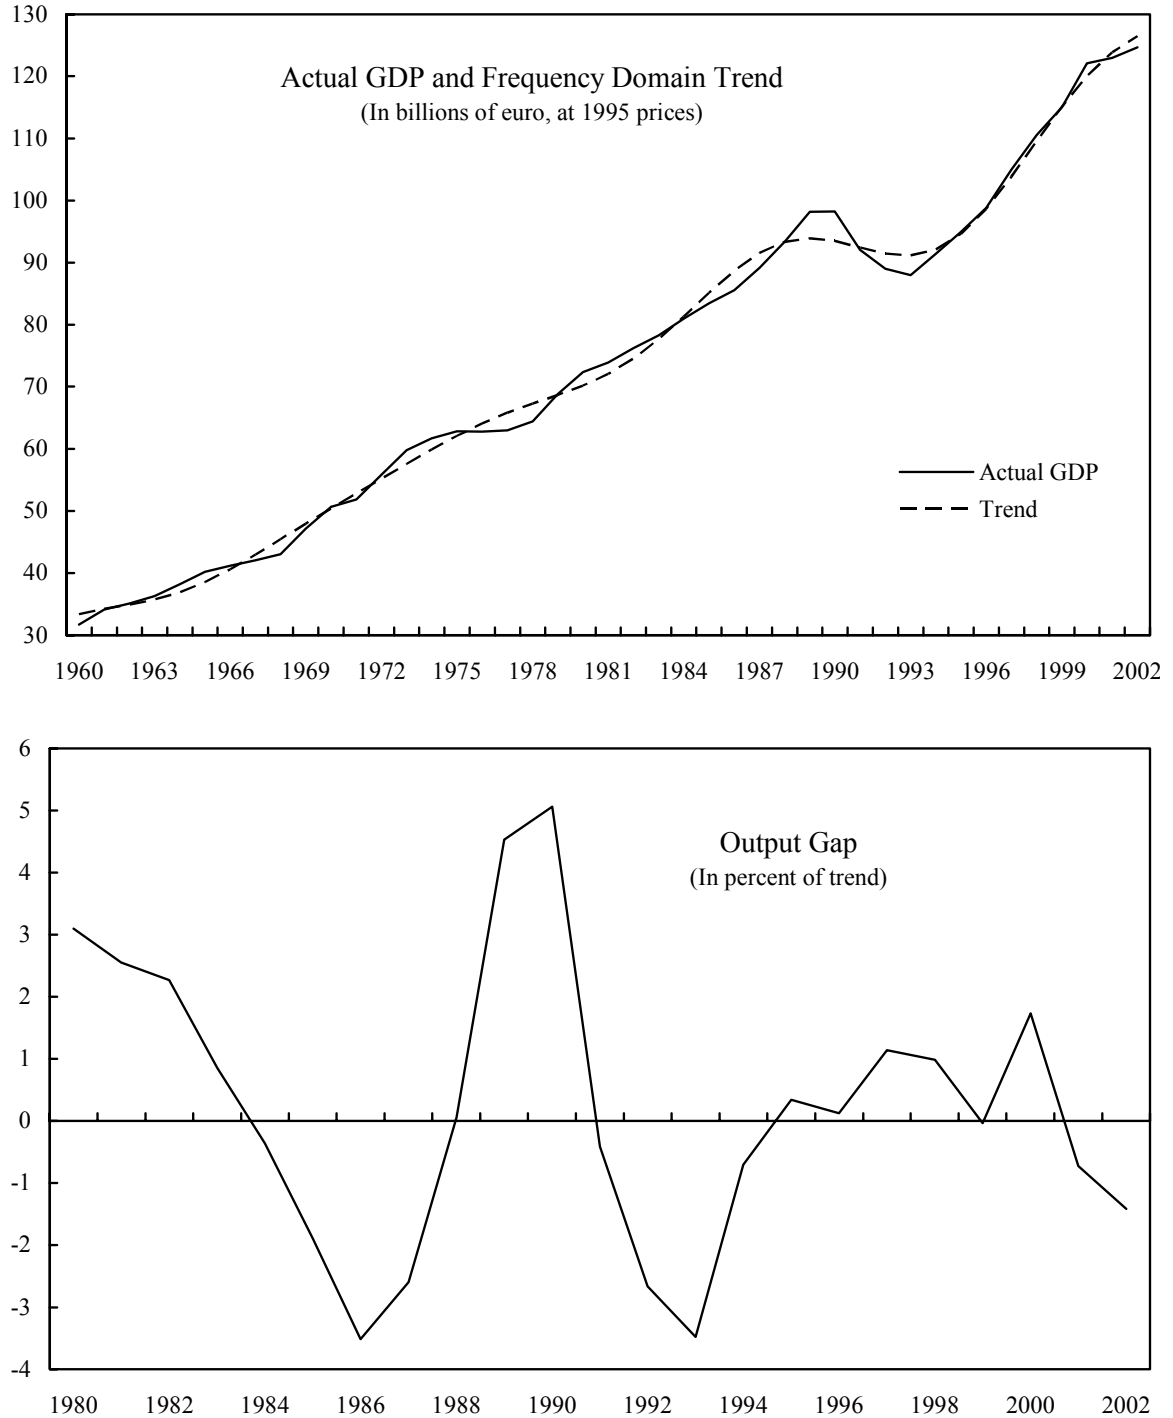 130
120
110
100
90
80
70
60
50
40
30
Actual GDP and Frequency Domain Trend
(In billions of euro, at 1995 prices)
Actual GDP
Trend
1960 1963 1966 1969 1972 1975 1978 1981 1984 1987 1990 1993 1996 1999 2002
6
5
4
3
2
1
0
-1
-2
-3
-4
Output Gap
(In percent of trend)
1980 1982 1984 1986 1988 1990 1992 1994 1996 1998 2000 2002